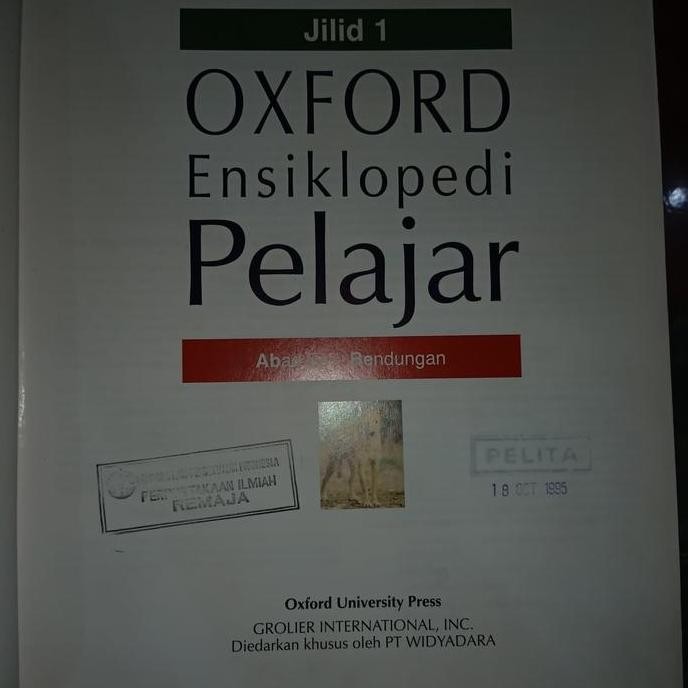 Jilid 1
OXFORD
Ensiklopedi
Pelajar
Bendungan
PERPUSTAKAAN ILMIAH
REMAJA
PELITA
18 OCT 1995
Oxford University Press
GROLIER INTERNATIONAL, INC.
Diedarkan khusus oleh PT WIDYADARA